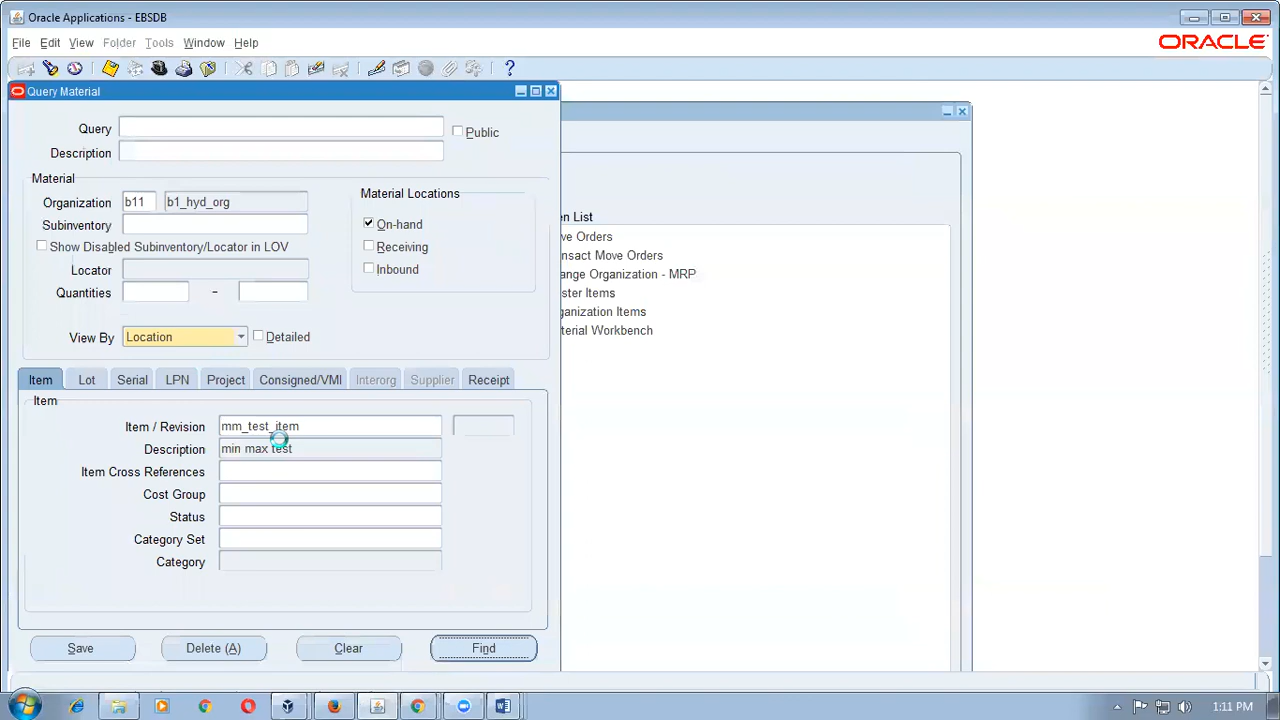 Oracle Applications - EBSDB
File Edit View Folder Tools Window Help
ORACLE
Query Material
Query
Public
Description
Material
Organization b11 b1_hyd_org
Subinventory
Show Disabled Subinventory/Locator in LOV
Locator
Quantities -
View By Location Detailed
Material Locations
On-hand
Receiving
Inbound
Item Lot Serial LPN Project Consigned/VMI Interorg Supplier Receipt
Item
Item / Revision mm_test_item
Description min max test
Item Cross References
Cost Group
Status
Category Set
Category
Save Delete (A) Clear Find
en List
ve Orders
nsact Move Orders
ange Organization - MRP
ster Items
ganization Items
terial Workbench
1:11 PM